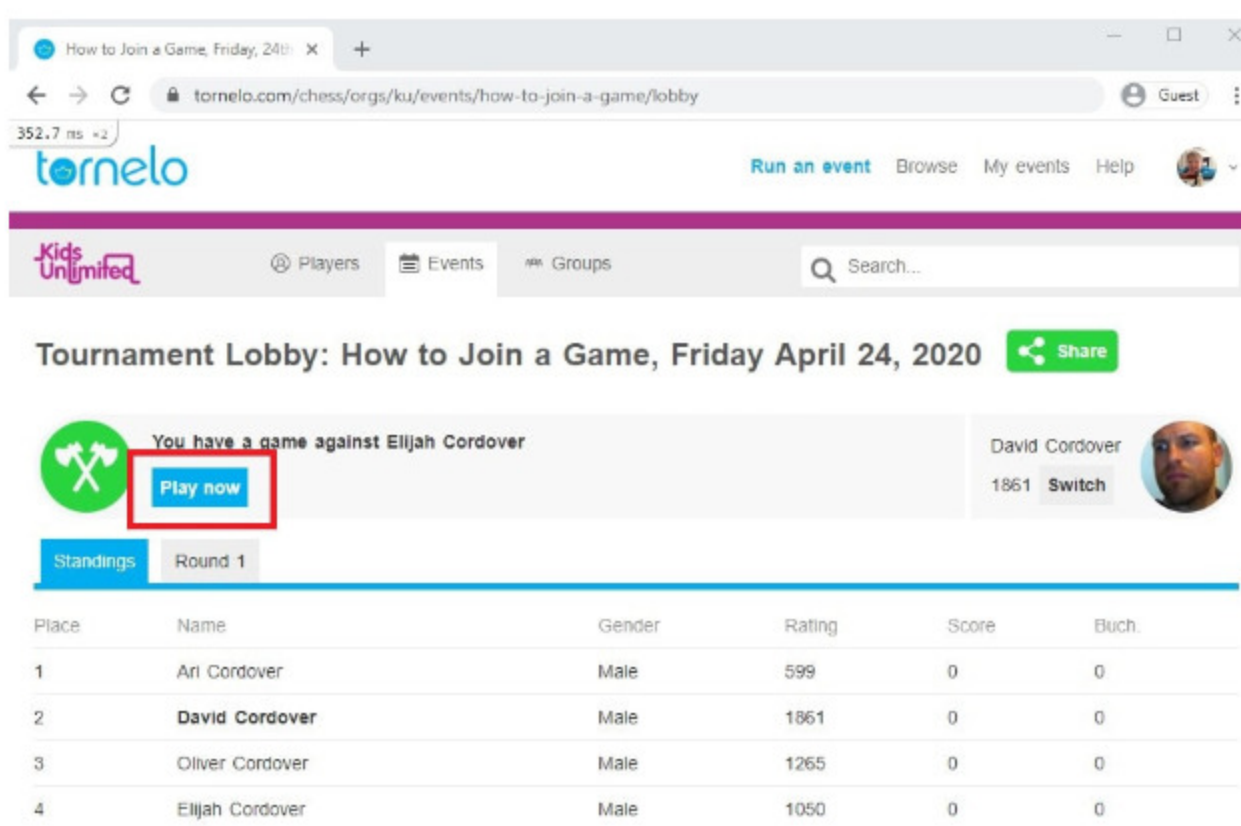 How to Join a Game, Friday, 24th
tornelo.com/chess/orgs/ku/events/how-to-join-a-game/lobby
Guest
352.7 ms ×2
tornelo
Run an event Browse My events Help
Kids Unlimited
Players Events Groups Search...
Tournament Lobby: How to Join a Game, Friday April 24, 2020 Share
You have a game against Elijah Cordover
Play now
David Cordover
1861 Switch
Standings Round 1
Place Name Gender Rating Score Buch.
1 Ari Cordover Male 599 0 0
2 David Cordover Male 1861 0 0
3 Oliver Cordover Male 1265 0 0
4 Elijah Cordover Male 1050 0 0